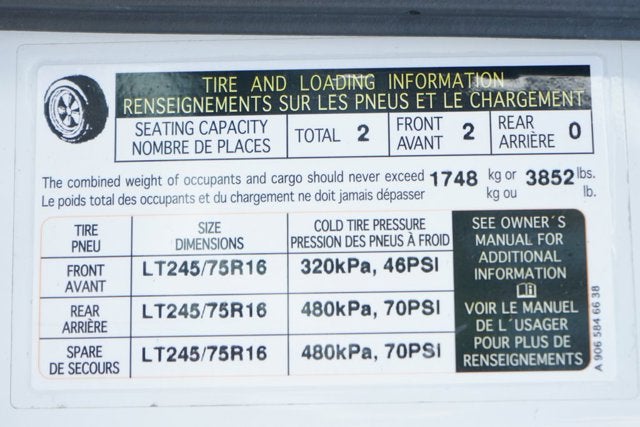 TIRE AND LOADING INFORMATION
RENSEIGNEMENTS SUR LES PNEUS ET LE CHARGEMENT
SEATING CAPACITY
NOMBRE DE PLACES
TOTAL 2
FRONT
AVANT
2
REAR
ARRIÈRE
0
The combined weight of occupants and cargo should never exceed 1748 kg or 3852 lbs.
Le poids total des occupants et du chargement ne doit jamais dépasser kg ou lb.
TIRE
PNEU
SIZE
DIMENSIONS
COLD TIRE PRESSURE
PRESSION DES PNEUS À FROID
FRONT
AVANT
LT245/75R16
320kPa, 46PSI
REAR
ARRIÈRE
LT245/75R16
480kPa, 70PSI
SPARE
DE SECOURS
LT245/75R16
480kPa, 70PSI
SEE OWNER´S
MANUAL FOR
ADDITIONAL
INFORMATION
VOIR LE MANUEL
DE L´USAGER
POUR PLUS DE
RENSEIGNEMENTS
A 906 584 66 38